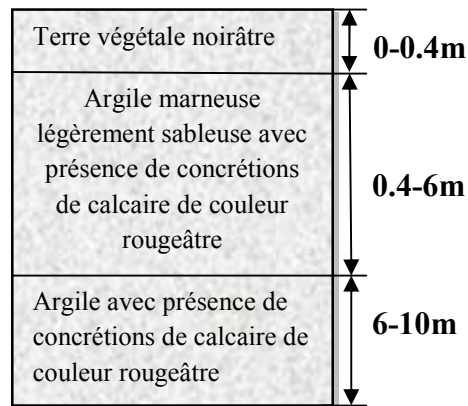 Terre végétale noirâtre
0-0.4m
Argile marneuse
légèrement sableuse avec
présence de concrétions
de calcaire de couleur
rougeâtre
0.4-6m
Argile avec présence de
concrétions de calcaire de
couleur rougeâtre
6-10m